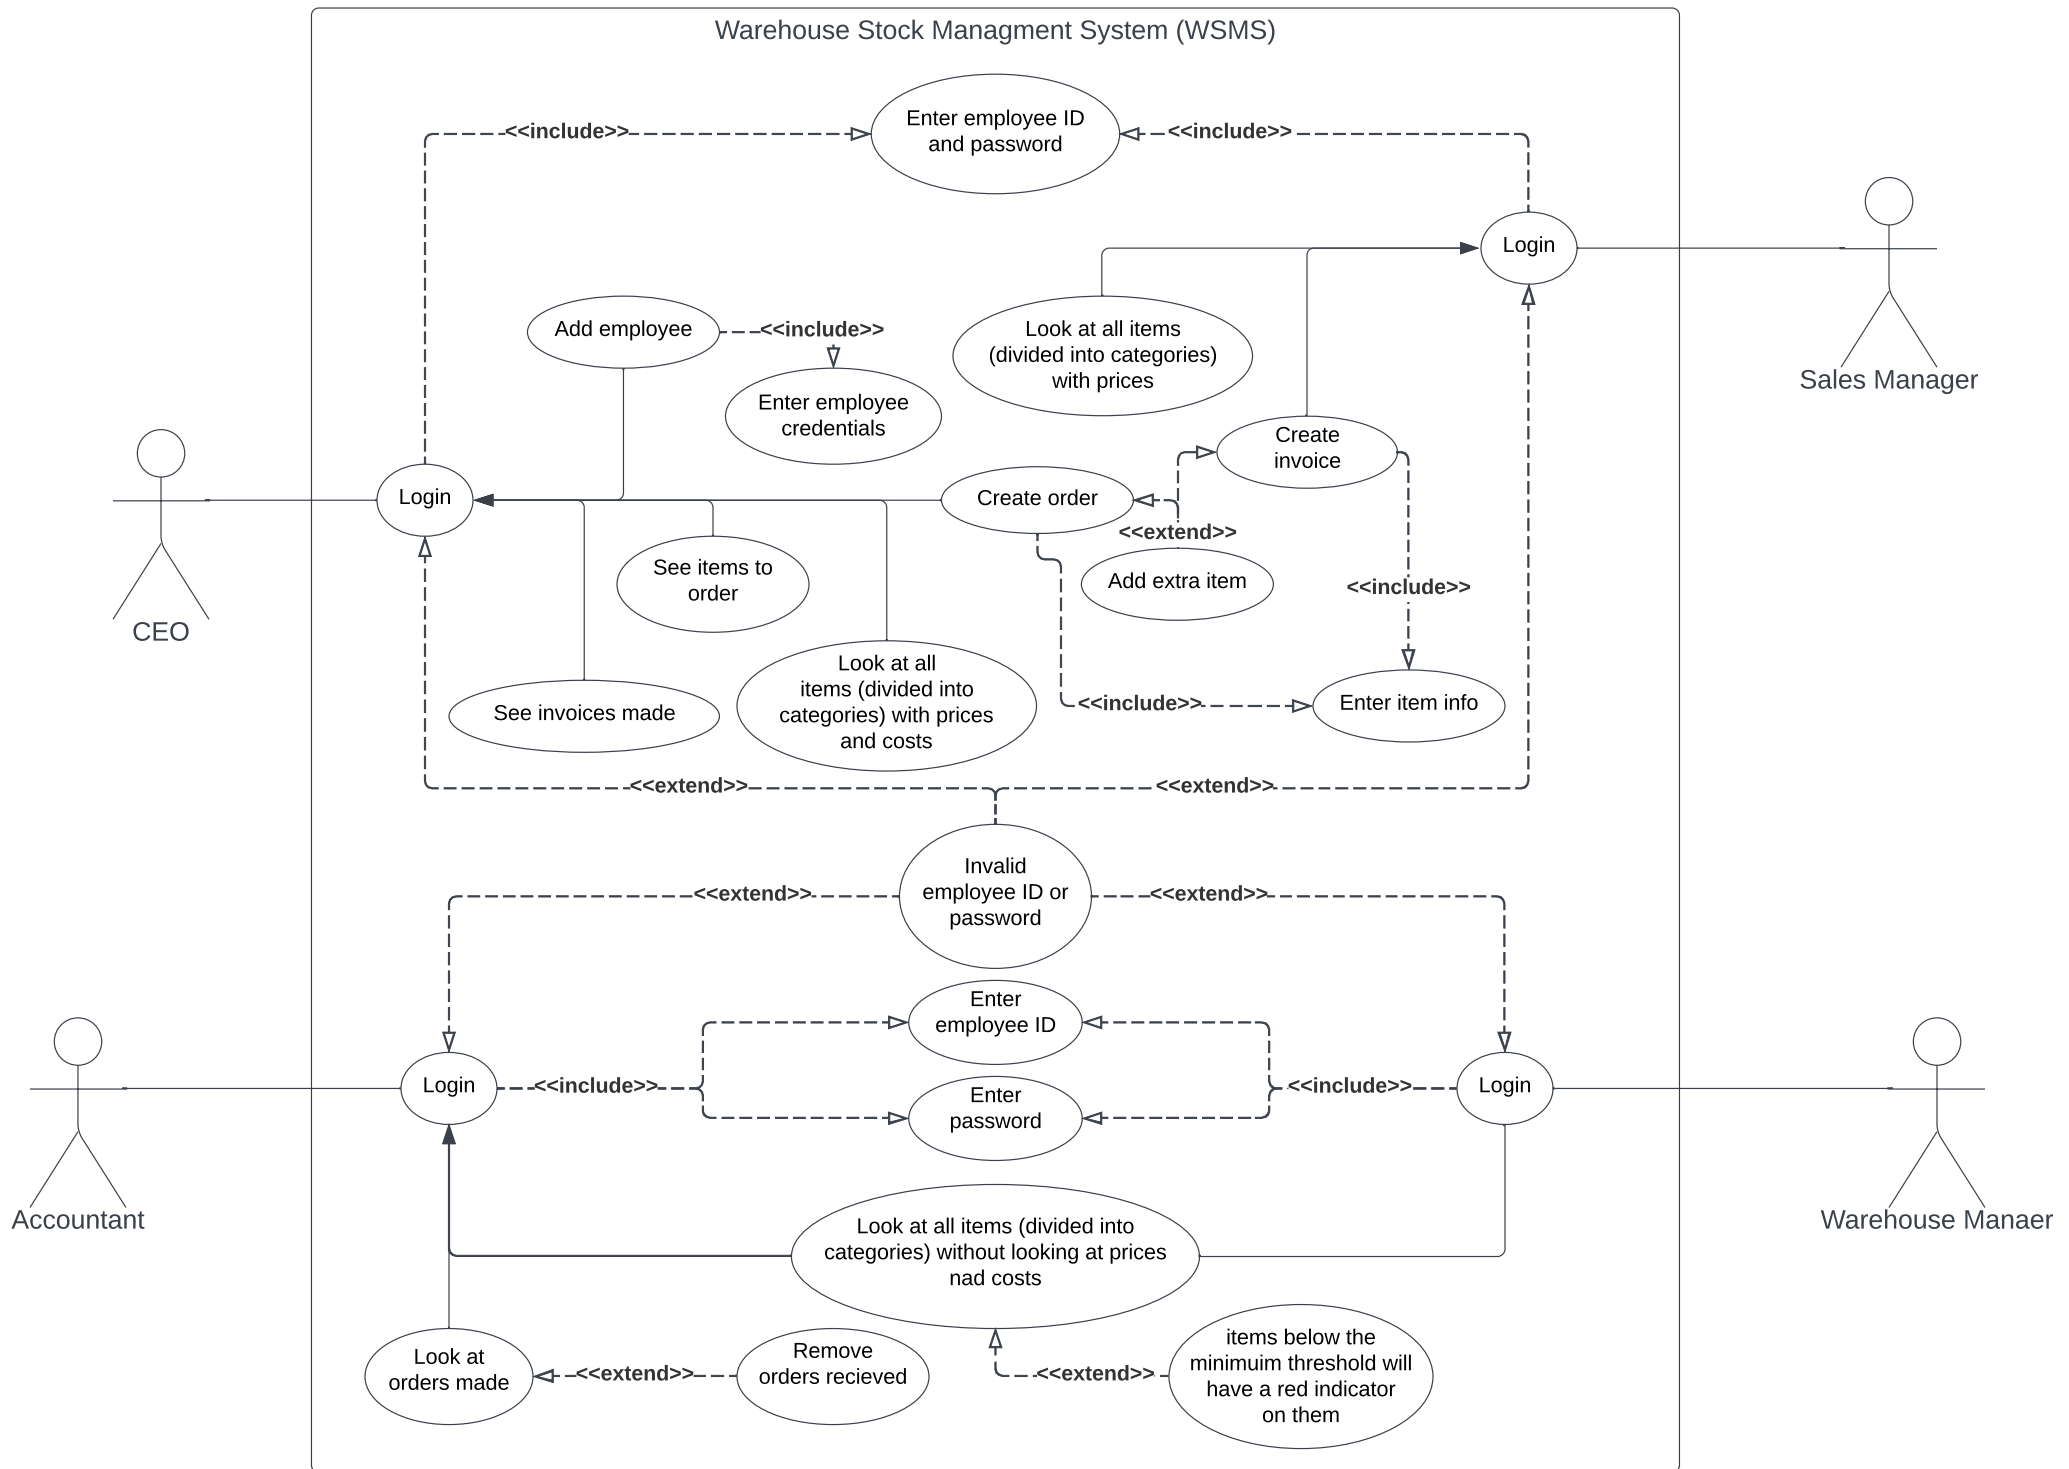 Warehouse Stock Managment System (WSMS)
Enter employee ID
and password
<<include>>
<<include>>
Login
Sales Manager
Add employee
<<include>>
Enter employee
credentials
Look at all items
(divided into categories)
with prices
Create
invoice
CEO
Login
Create order
<<extend>>
Add extra item
<<include>>
See items to
order
See invoices made
Look at all
items (divided into
categories) with prices
and costs
<<include>>
Enter item info
<<extend>>
<<extend>>
Invalid
employee ID or
password
<<extend>>
<<extend>>
Enter
employee ID
Accountant
Login
<<include>>
<<include>>
Login
Warehouse Manaer
Enter
password
Look at all items (divided into
categories) without looking at prices
nad costs
Look at
orders made
<<extend>>
Remove
orders recieved
<<extend>>
items below the
minimuim threshold will
have a red indicator
on them